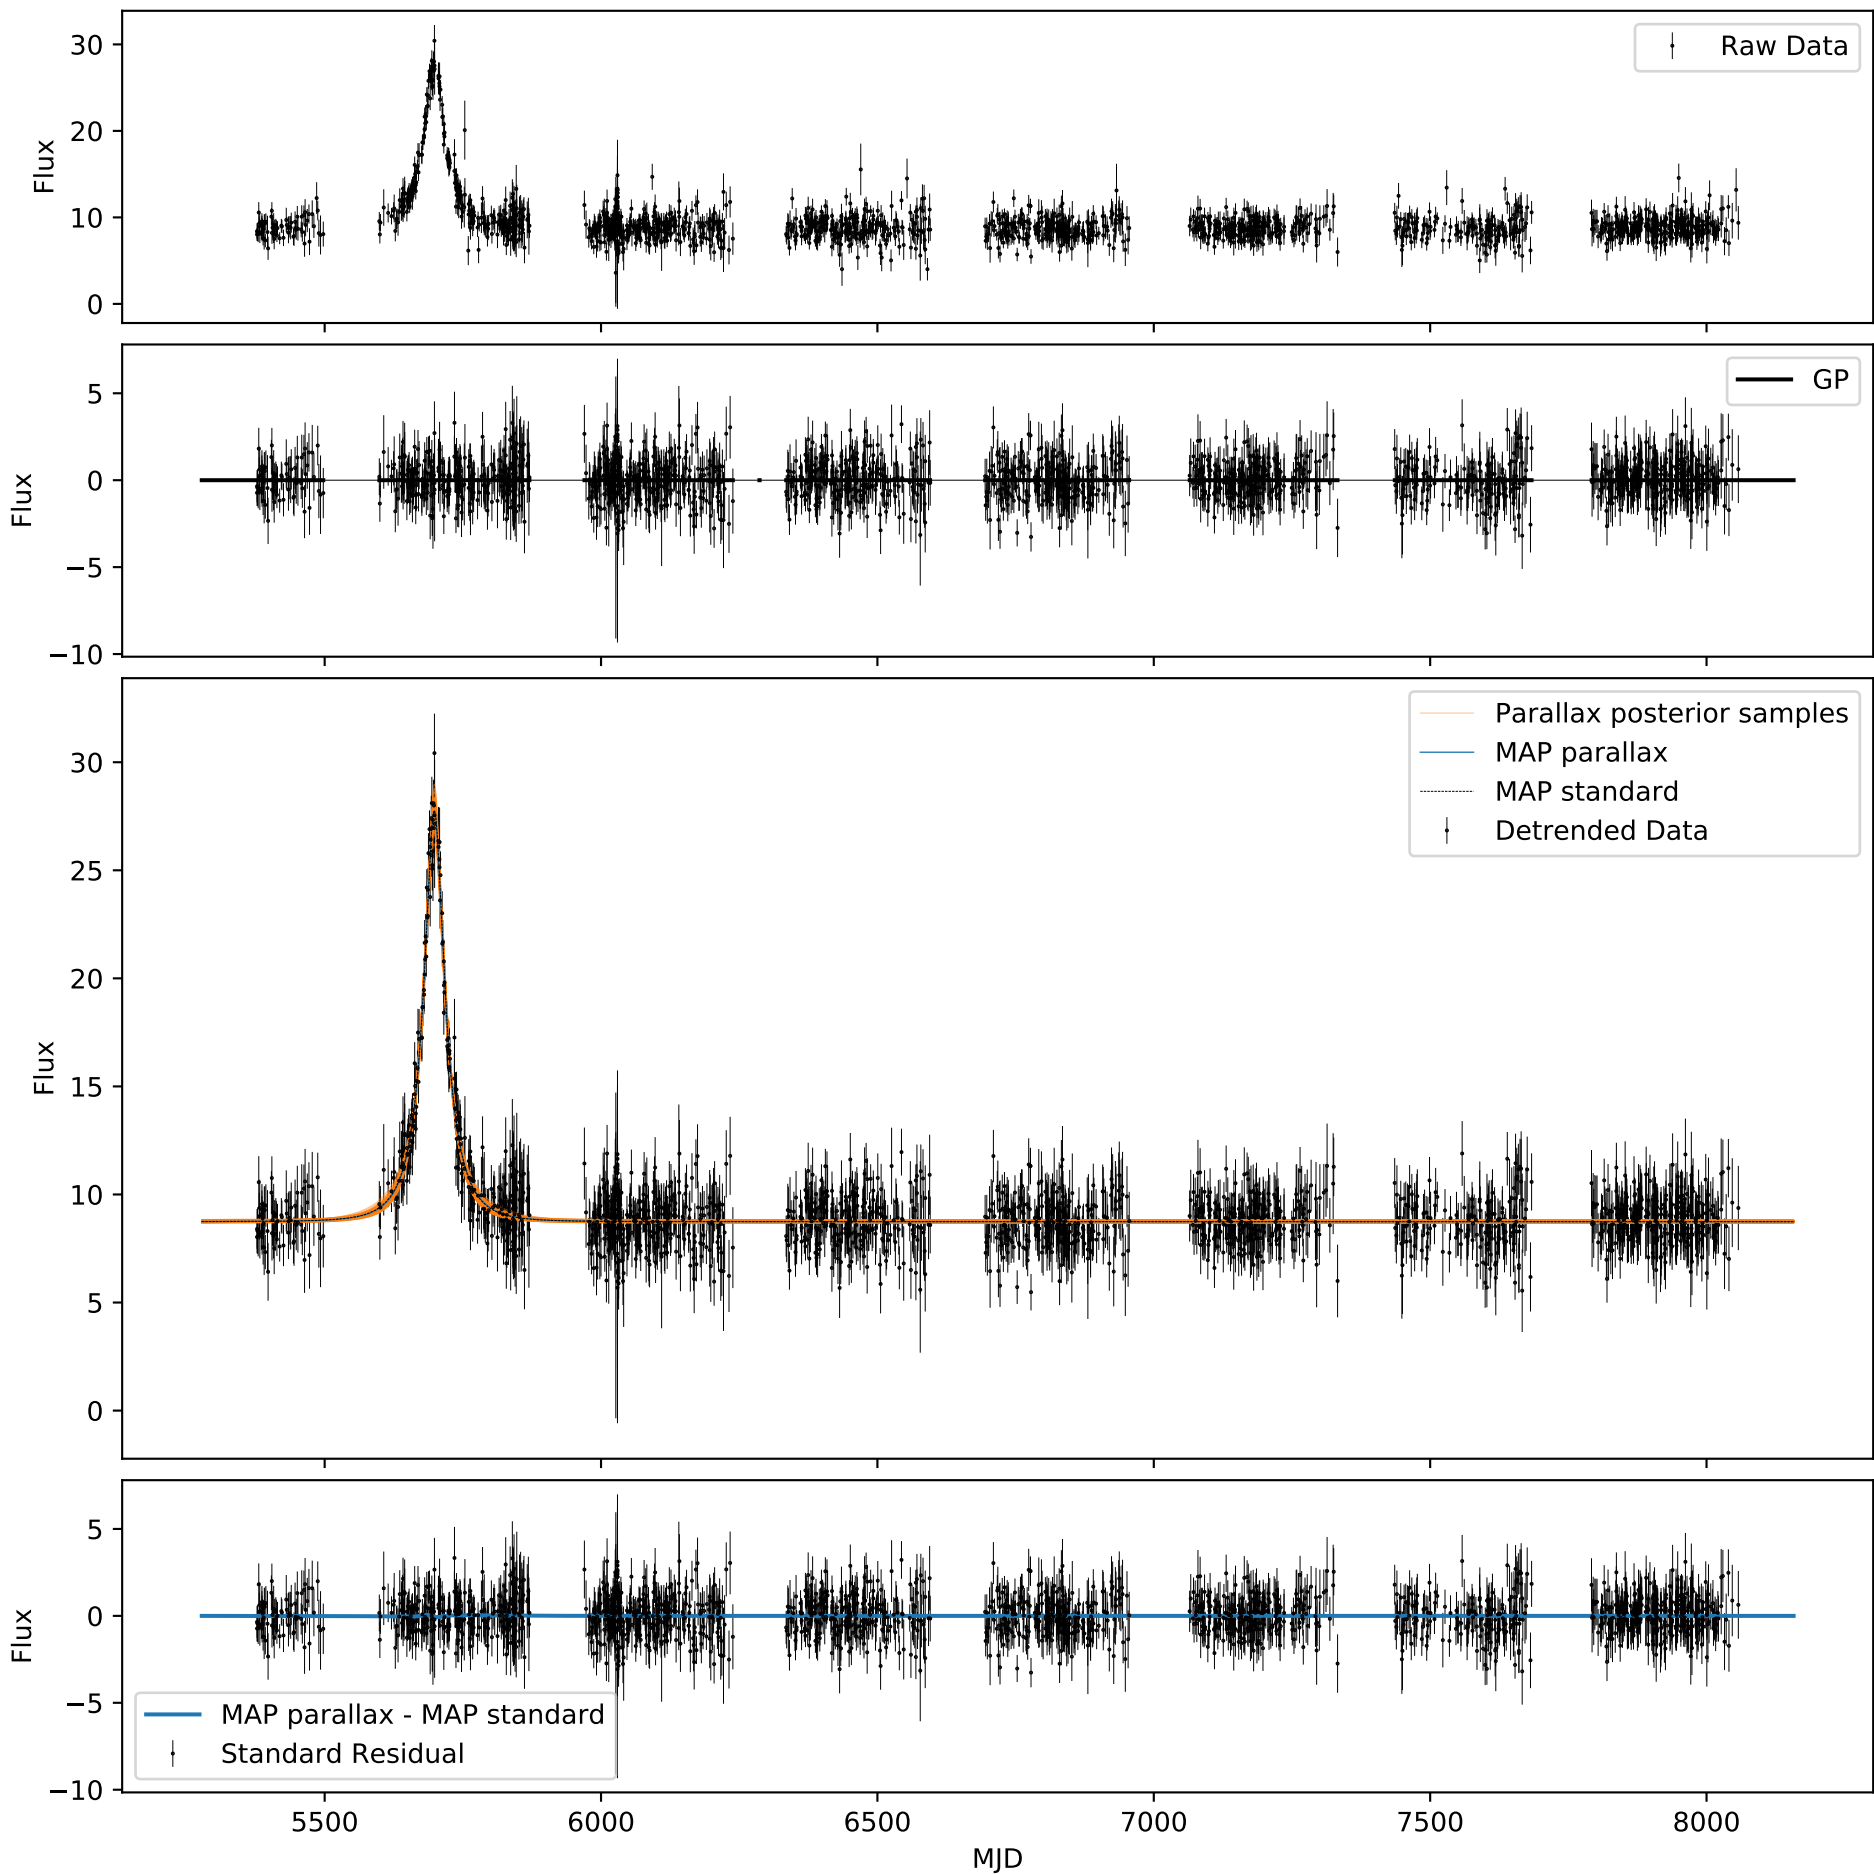 30
20
10
0
Flux
Raw Data
5
0
−5
−10
Flux
GP
30
25
20
15
10
5
0
Flux
Parallax posterior samples
MAP parallax
MAP standard
Detrended Data
5
0
−5
−10
Flux
MAP parallax - MAP standard
Standard Residual
5500 6000 6500 7000 7500 8000
MJD